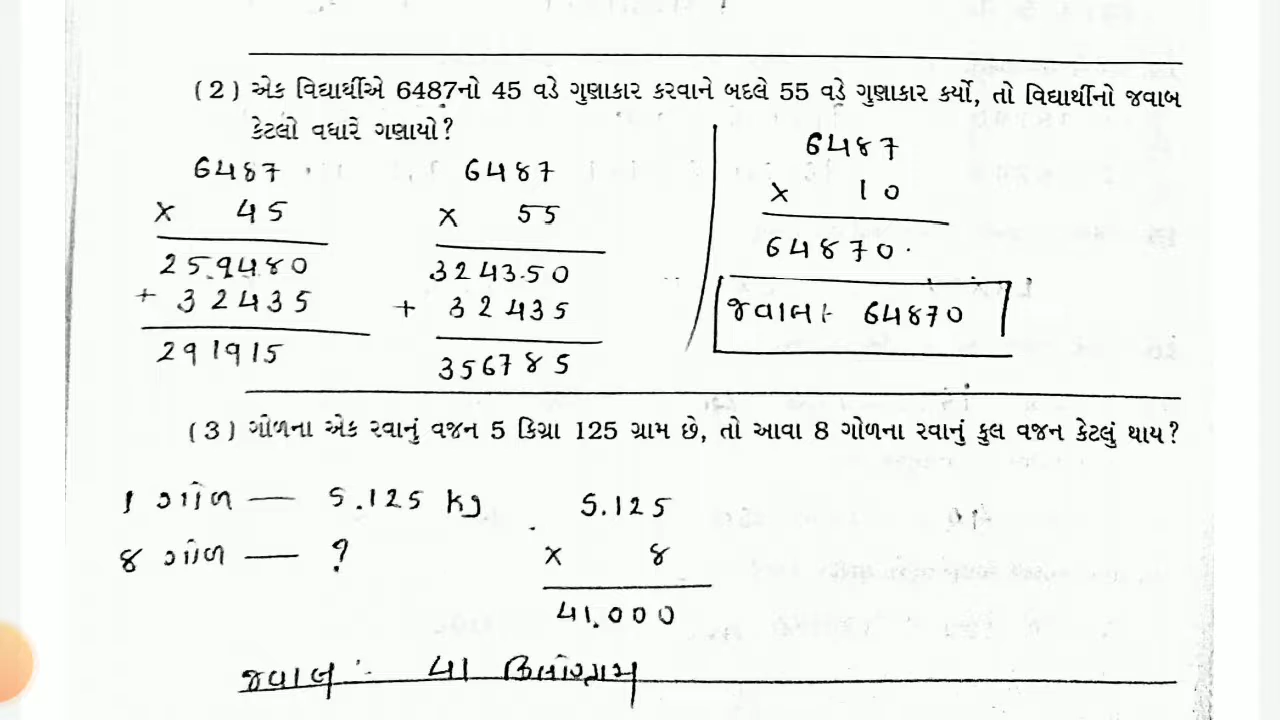 (2) એક વિદ્યાર્થીએ 6487નો 45 વડે ગુણાકાર કરવાને બદલે 55 વડે ગુણાકાર કર્યો, તો વિદ્યાર્થીનો જવાબ
કેટલો વધારે ગણાયો?
6487
x 45
259480
+ 32435
291915
6487
x 55
324350
+ 32435
356785
6487
x 10
64870
જવાબ:- 64870
(3) ગોળના એક રવાનું વજન 5 કિગ્રા 125 ગ્રામ છે, તો આવા 8 ગોળના રવાનું કુલ વજન કેટલું થાય?
1 ગોળ — 5.125 kg
8 ગોળ — ?
5.125
x 8
41.000
જવાબ :- 41 કિલોગ્રામ